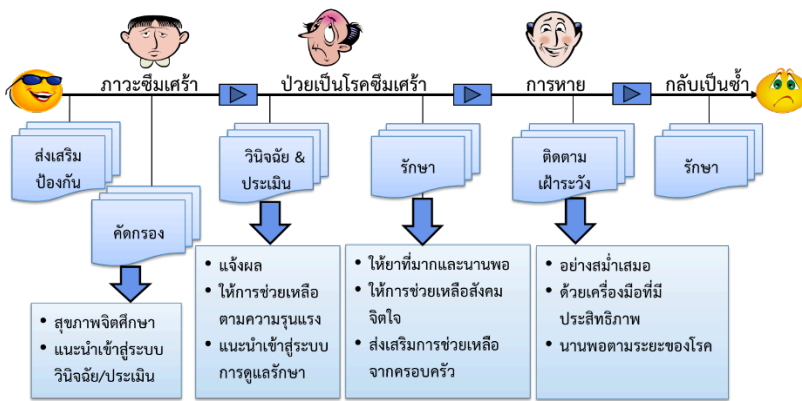 ภาวะซึมเศร้า
ป่วยเป็นโรคซึมเศร้า
การหาย
กลับเป็นซ้ำ
ส่งเสริม
ป้องกัน
คัดกรอง
วินิจฉัย &
ประเมิน
รักษา
ติดตาม
เฝ้าระวัง
รักษา
• สุขภาพจิตศึกษา
• แนะนำเข้าสู่ระบบ
วินิจฉัย/ประเมิน
• แจ้งผล
• ให้การช่วยเหลือ
ตามความรุนแรง
• แนะนำเข้าสู่ระบบ
การดูแลรักษา
• ให้ยาที่มากและนานพอ
• ให้การช่วยเหลือสังคม
จิตใจ
• ส่งเสริมการช่วยเหลือ
จากครอบครัว
• อย่างสม่ำเสมอ
• ด้วยเครื่องมือที่มี
ประสิทธิภาพ
• นานพอตามระยะของโรค